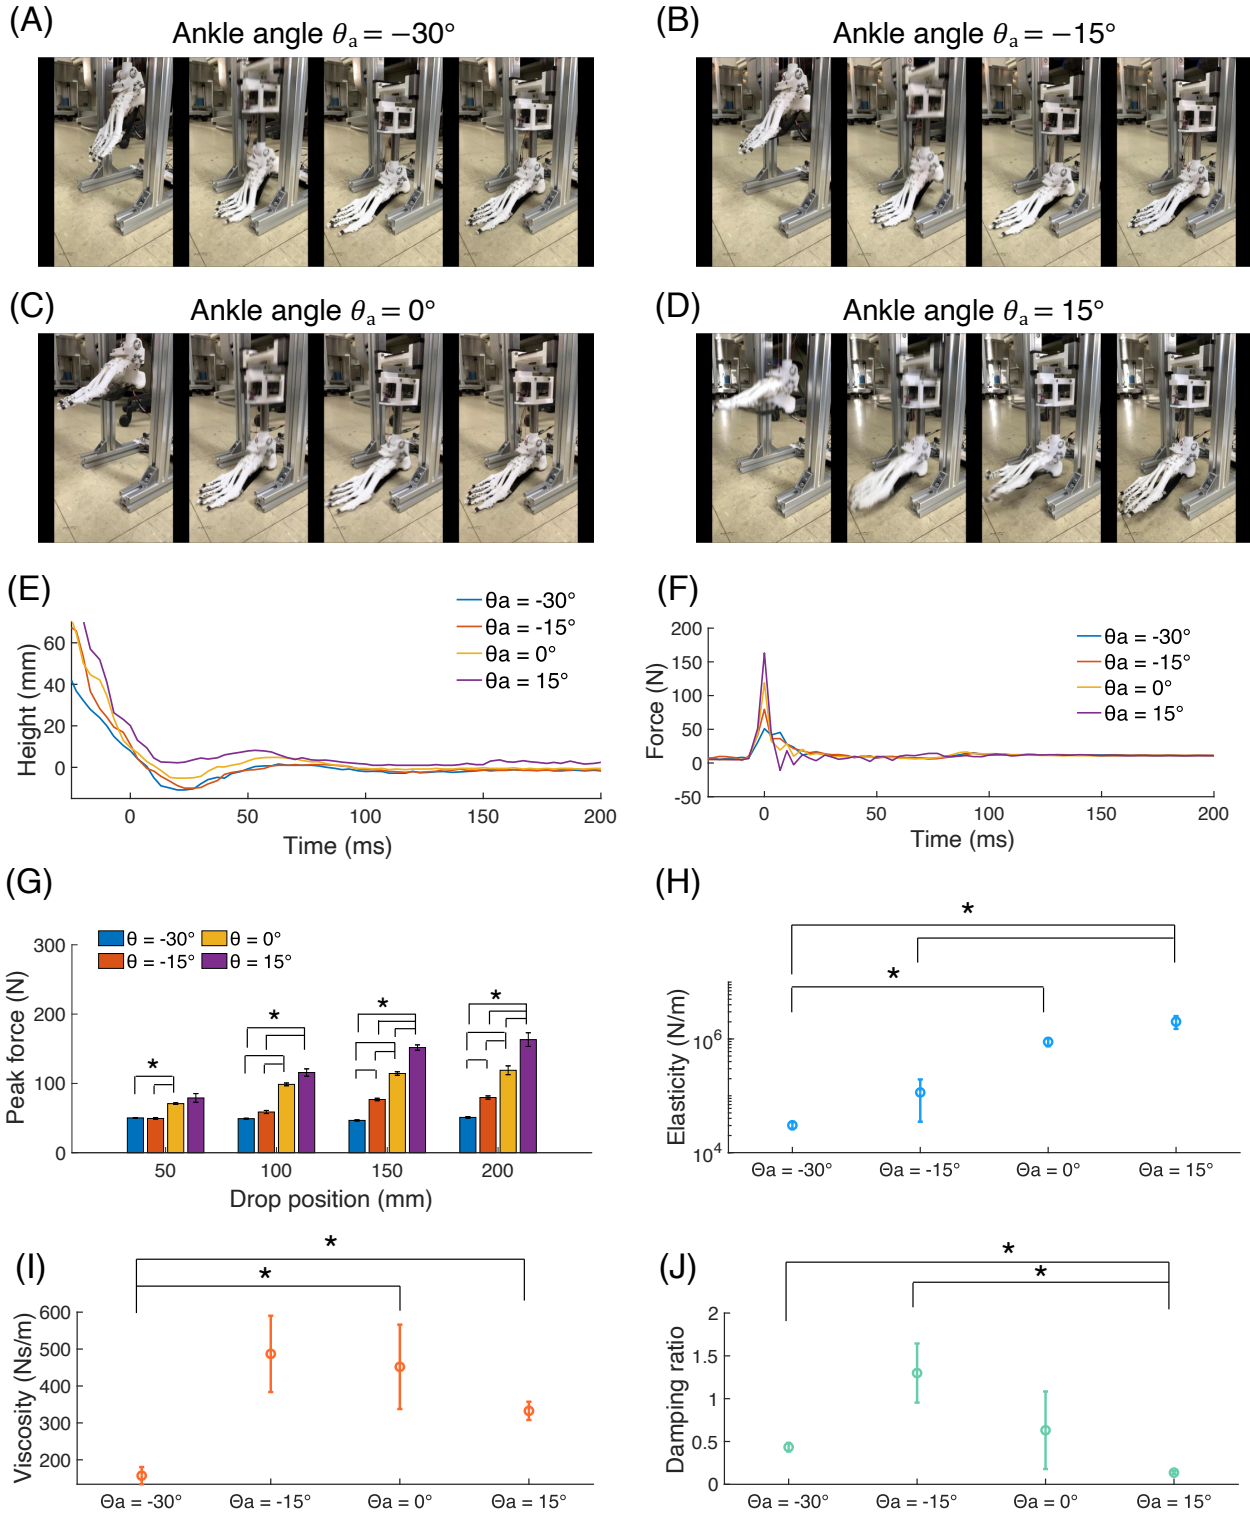 (A)
Ankle angle θa = −30°
(B)
Ankle angle θa = −15°
(C)
Ankle angle θa = 0°
(D)
Ankle angle θa = 15°
(E)
θa = -30°
θa = -15°
θa = 0°
θa = 15°
60
40
20
0
Height (mm)
0 50 100 150 200
Time (ms)
(F)
θa = -30°
θa = -15°
θa = 0°
θa = 15°
200
150
100
50
0
-50
Force (N)
0 50 100 150 200
Time (ms)
(G)
θ = -30° θ = 0°
θ = -15° θ = 15°
300
200
100
0
Peak force (N)
* * * *
50 100 150 200
Drop position (mm)
(H)
*
*
10^6
10^4
Elasticity (N/m)
Θa = -30° Θa = -15° Θa = 0° Θa = 15°
(I)
*
*
600
500
400
300
200
Viscosity (Ns/m)
Θa = -30° Θa = -15° Θa = 0° Θa = 15°
(J)
*
*
2
1.5
1
0.5
0
Damping ratio
Θa = -30° Θa = -15° Θa = 0° Θa = 15°